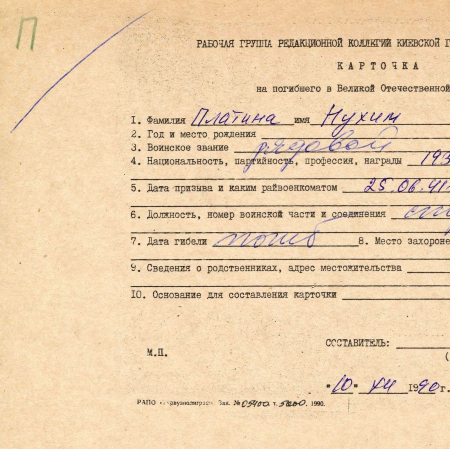 П
РАБОЧАЯ ГРУППА РЕДАКЦИОННОЙ КОЛЛЕГИИ КИЕВСКОЙ Г
КАРТОЧКА
на погибшего в Великой Отечественной
1. Фамилия Платина имя Нухим
2. Год и место рождения
3. Воинское звание рядовой
4. Национальность, партийность, профессия, награды 193
5. Дата призыва и каким райвоенкоматом 25.06.41
6. Должность, номер воинской части и соединения
7. Дата гибели погиб 8. Место захороне
9. Сведения о родственниках, адрес местожительства
10. Основание для составления карточки
СОСТАВИТЕЛЬ:
М.П. (
"10" XII 1990 г.
РАПО Зак. № т. 1990.